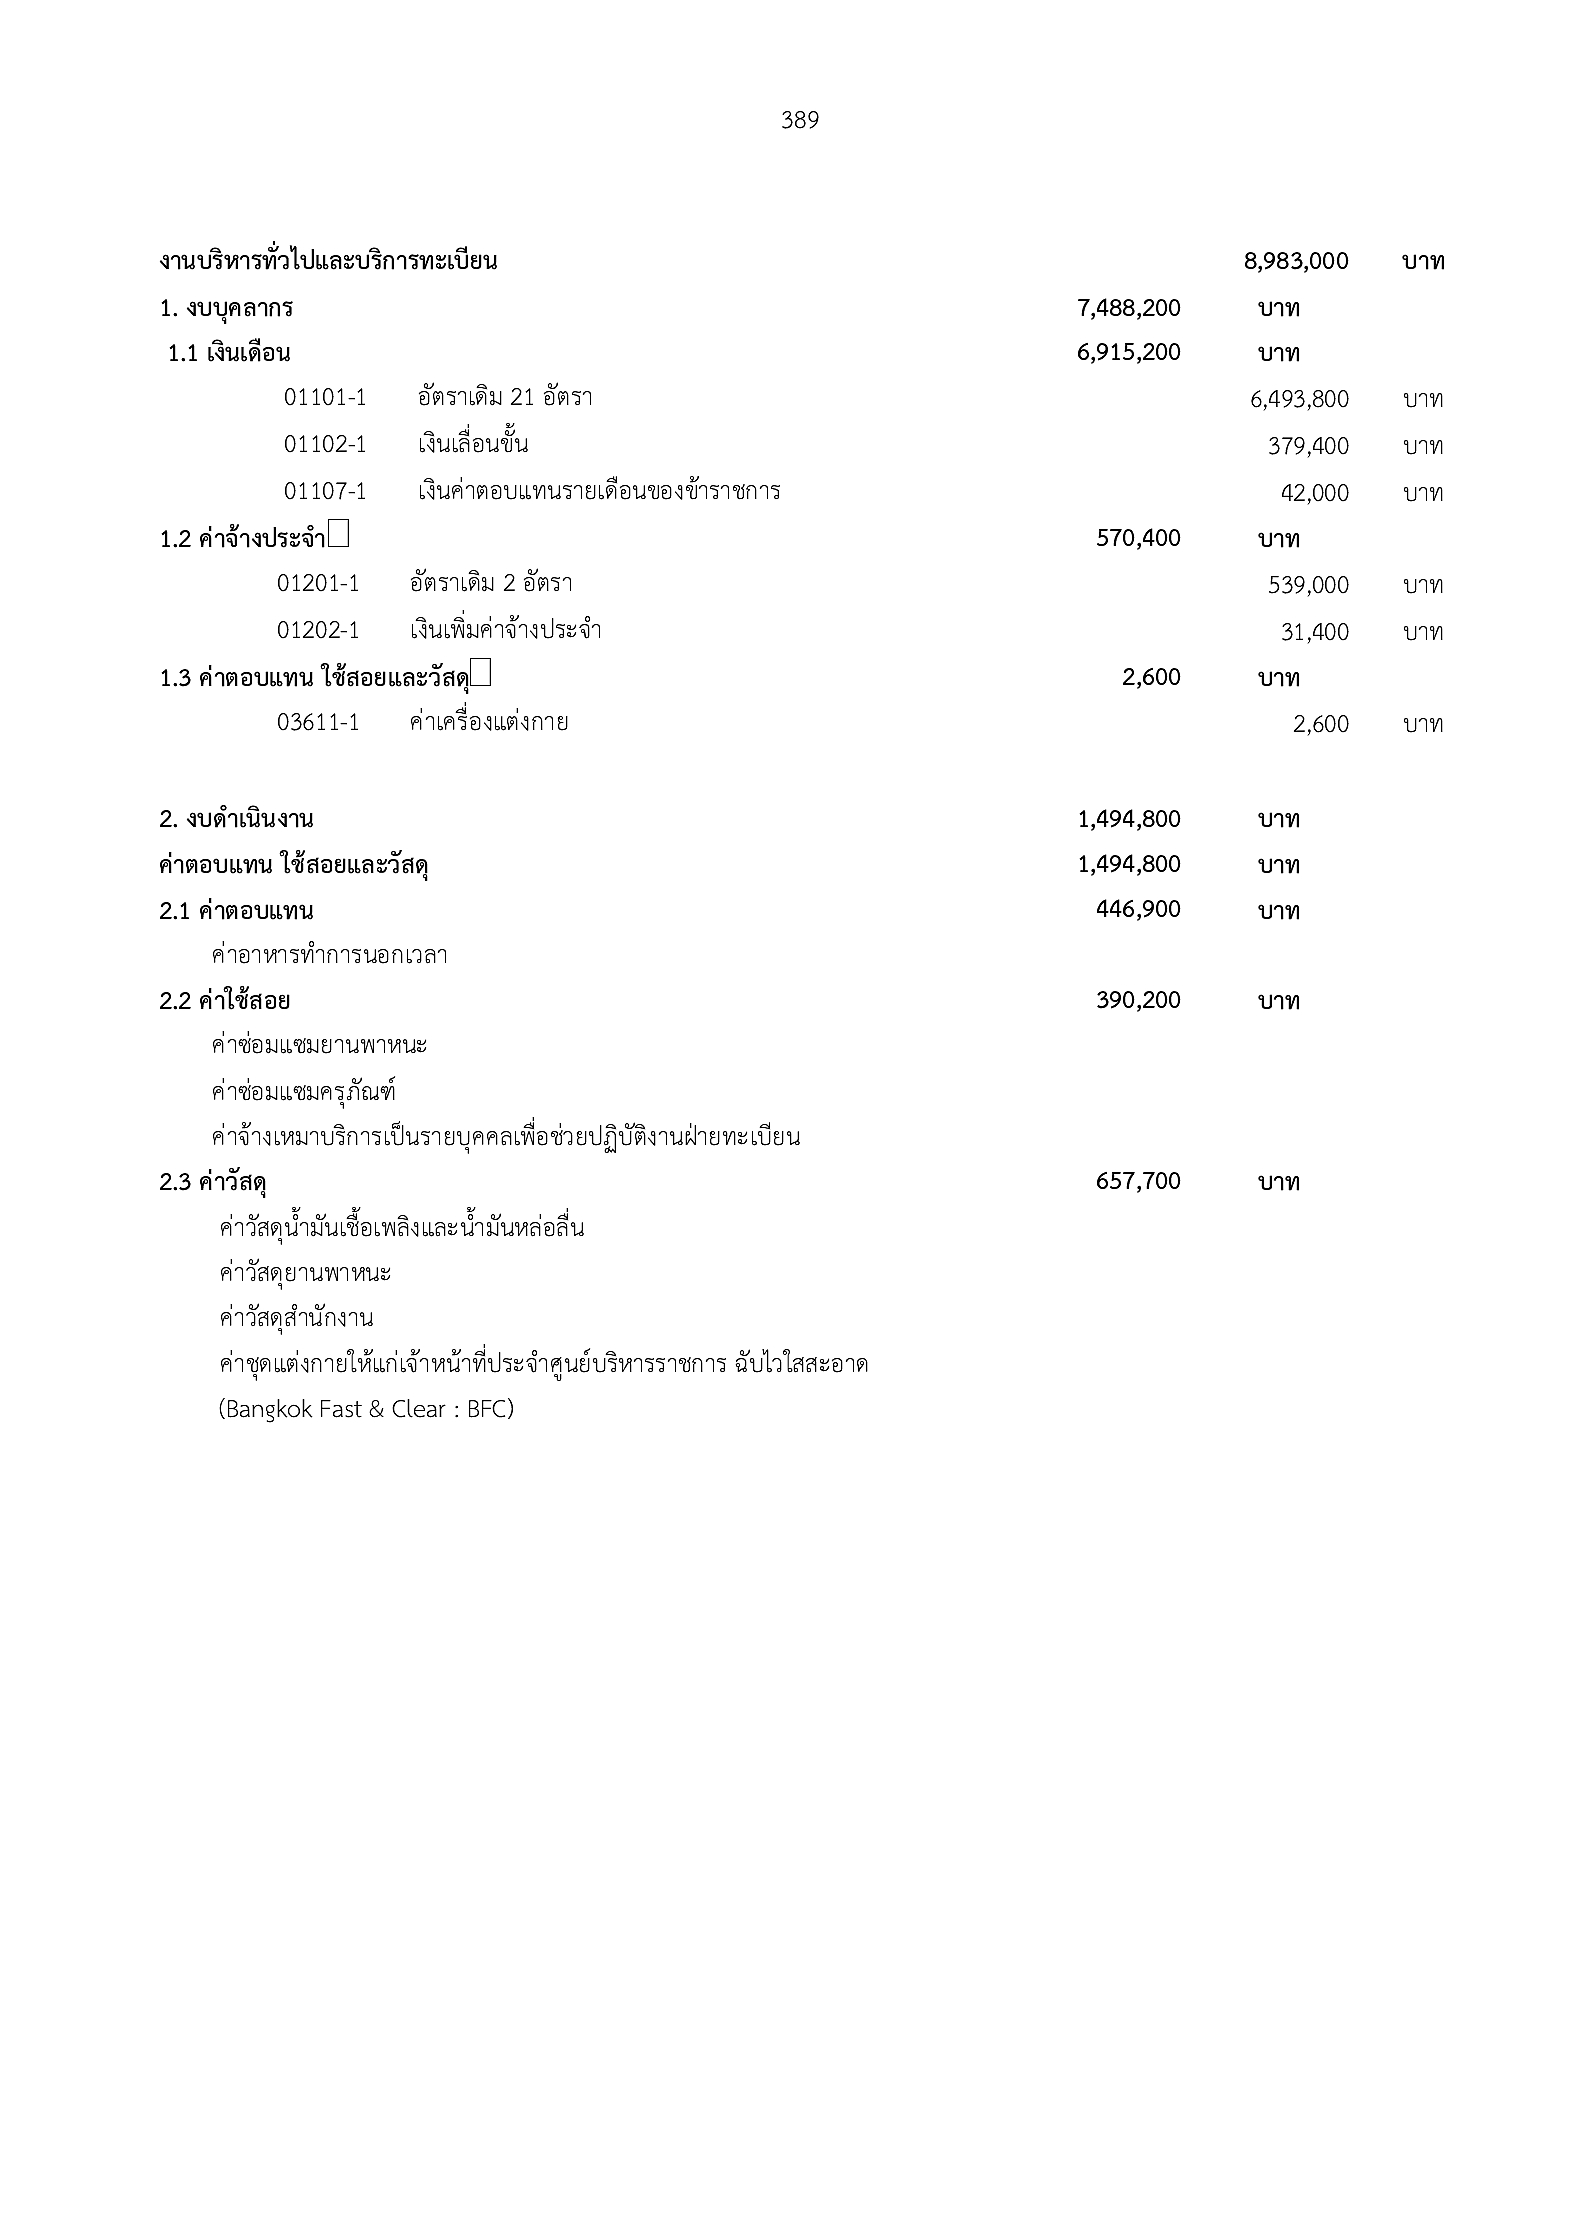 389
งานบริหารทั่วไปและบริการทะเบียน 8,983,000 บาท
1. งบบุคลากร 7,488,200 บาท
1.1 เงินเดือน 6,915,200 บาท
01101-1 อัตราเดิม 21 อัตรา 6,493,800 บาท
01102-1 เงินเลื่อนขั้น 379,400 บาท
01107-1 เงินค่าตอบแทนรายเดือนของข้าราชการ 42,000 บาท
1.2 ค่าจ้างประจำ 570,400 บาท
01201-1 อัตราเดิม 2 อัตรา 539,000 บาท
01202-1 เงินเพิ่มค่าจ้างประจำ 31,400 บาท
1.3 ค่าตอบแทน ใช้สอยและวัสดุ 2,600 บาท
03611-1 ค่าเครื่องแต่งกาย 2,600 บาท
2. งบดำเนินงาน 1,494,800 บาท
ค่าตอบแทน ใช้สอยและวัสดุ 1,494,800 บาท
2.1 ค่าตอบแทน 446,900 บาท
ค่าอาหารทำการนอกเวลา
2.2 ค่าใช้สอย 390,200 บาท
ค่าซ่อมแซมยานพาหนะ
ค่าซ่อมแซมครุภัณฑ์
ค่าจ้างเหมาบริการเป็นรายบุคคลเพื่อช่วยปฏิบัติงานฝ่ายทะเบียน
2.3 ค่าวัสดุ 657,700 บาท
ค่าวัสดุน้ำมันเชื้อเพลิงและน้ำมันหล่อลื่น
ค่าวัสดุยานพาหนะ
ค่าวัสดุสำนักงาน
ค่าชุดแต่งกายให้แก่เจ้าหน้าที่ประจำศูนย์บริหารราชการ ฉับไวใสสะอาด
(Bangkok Fast & Clear : BFC)